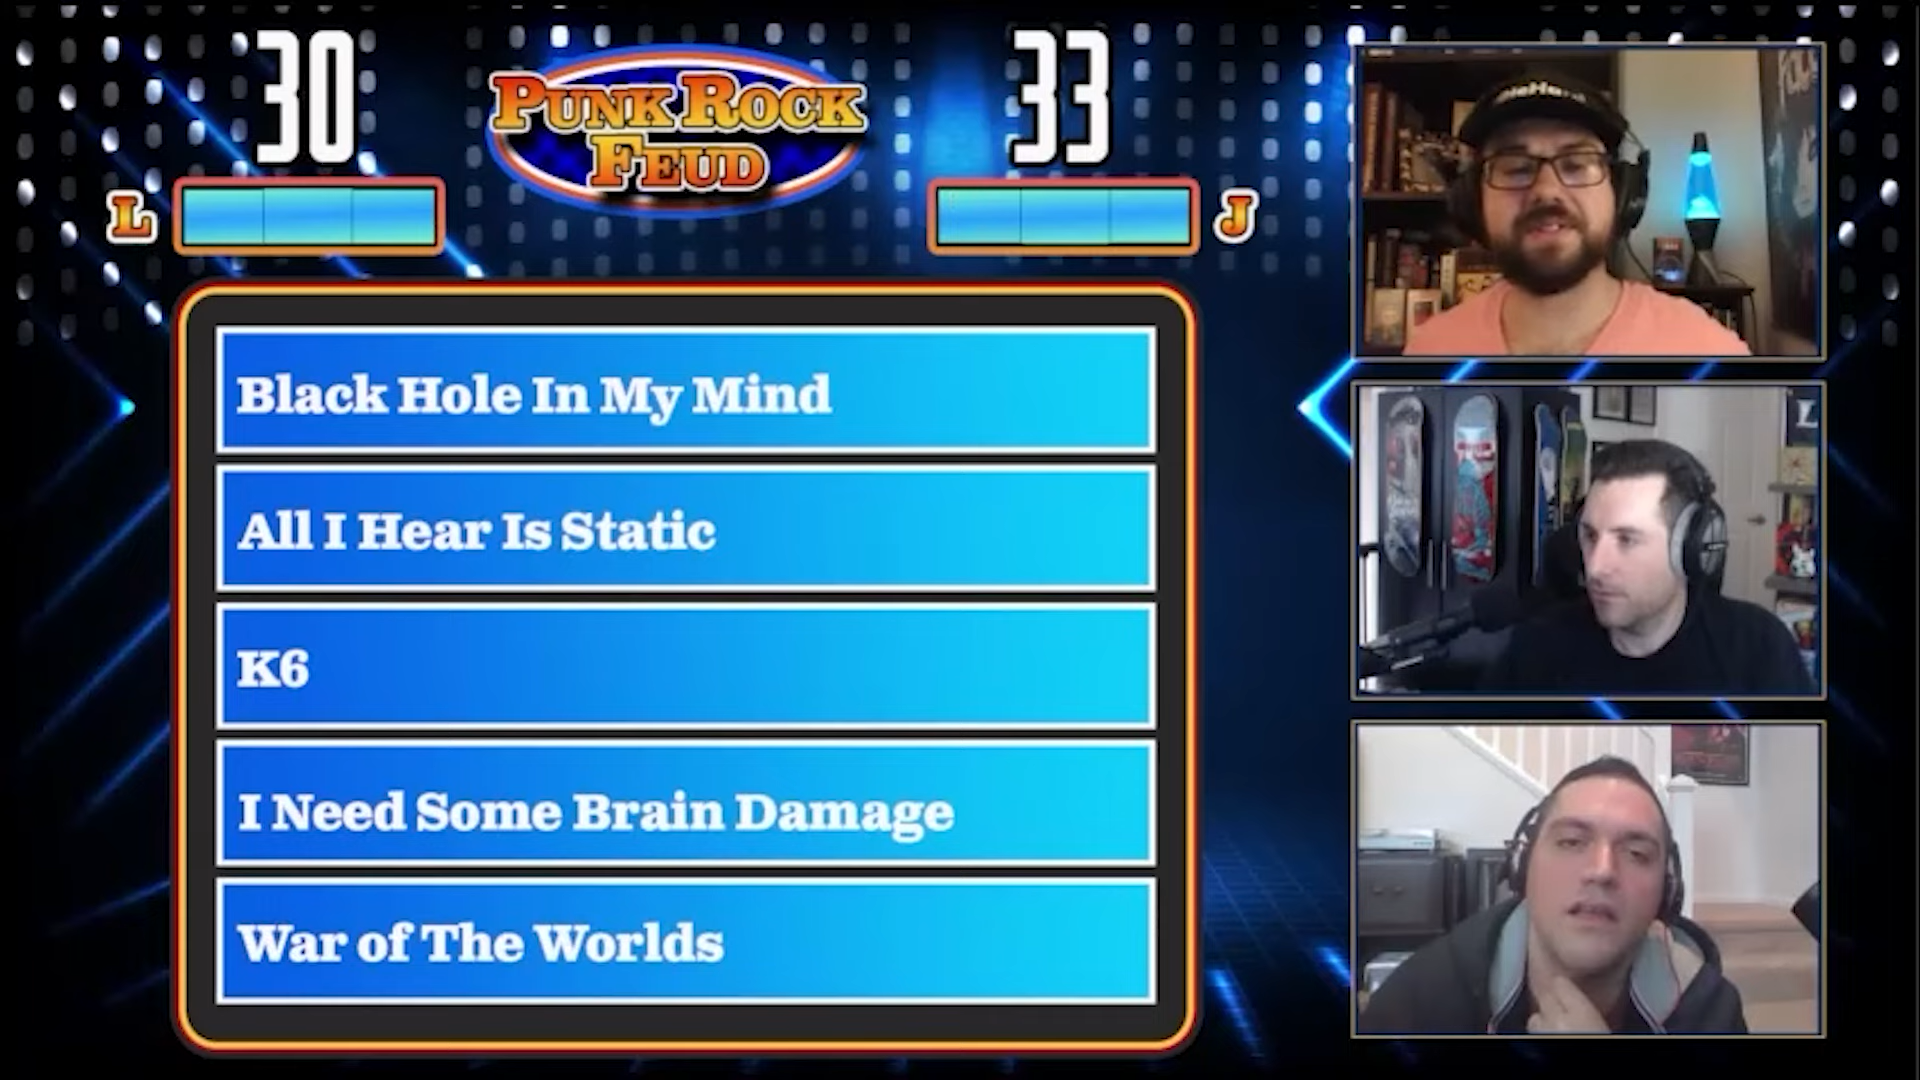 30
PUNK ROCK
FEUD
33
L
J
Black Hole In My Mind
All I Hear Is Static
K6
I Need Some Brain Damage
War of The Worlds